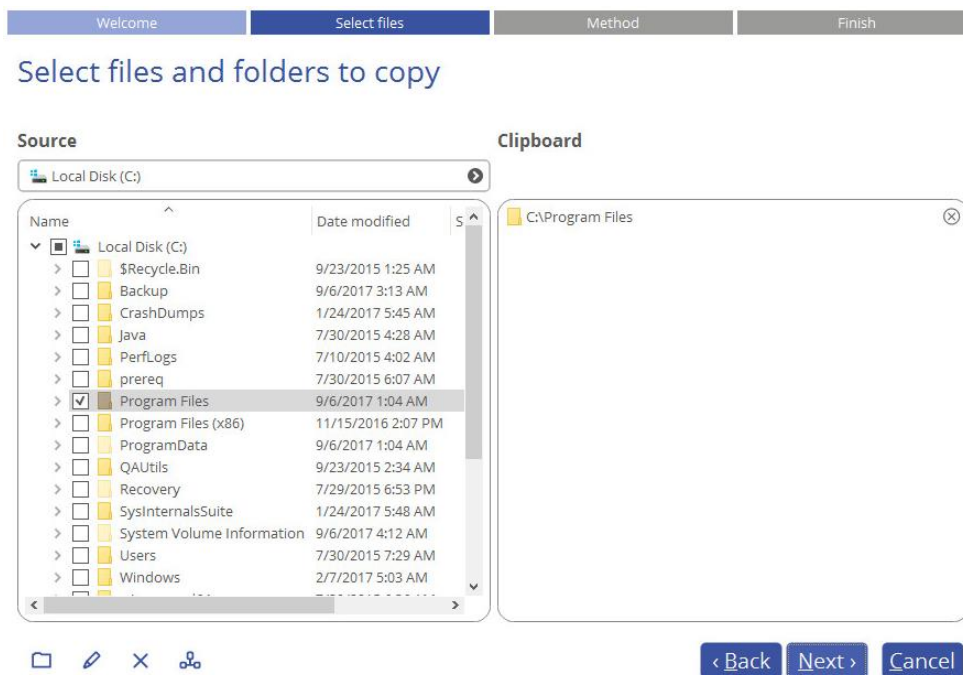 Welcome
Select files
Method
Finish
Select files and folders to copy
Source
Clipboard
Local Disk (C:)
Name
Date modified
S
C:\Program Files
Local Disk (C:)
$Recycle.Bin 9/23/2015 1:25 AM
Backup 9/6/2017 3:13 AM
CrashDumps 1/24/2017 5:45 AM
Java 7/30/2015 4:28 AM
PerfLogs 7/10/2015 4:02 AM
prereq 7/30/2015 6:07 AM
Program Files 9/6/2017 1:04 AM
Program Files (x86) 11/15/2016 2:07 PM
ProgramData 9/6/2017 1:04 AM
QAUtils 9/23/2015 2:34 AM
Recovery 7/29/2015 6:53 PM
SysInternalsSuite 1/24/2017 5:48 AM
System Volume Information 9/6/2017 4:12 AM
Users 7/30/2015 7:29 AM
Windows 2/7/2017 5:03 AM
‹ Back
Next ›
Cancel